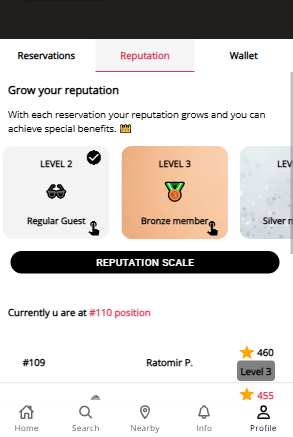 Reservations Reputation Wallet
Grow your reputation
With each reservation your reputation grows and you can
achieve special benefits.
LEVEL 2 LEVEL 3 LEV
Regular Guest Bronze member Silver
REPUTATION SCALE
Currently u are at #110 position
#109 Ratomir P. 460
Level 3
455
Home Search Nearby Info Profile